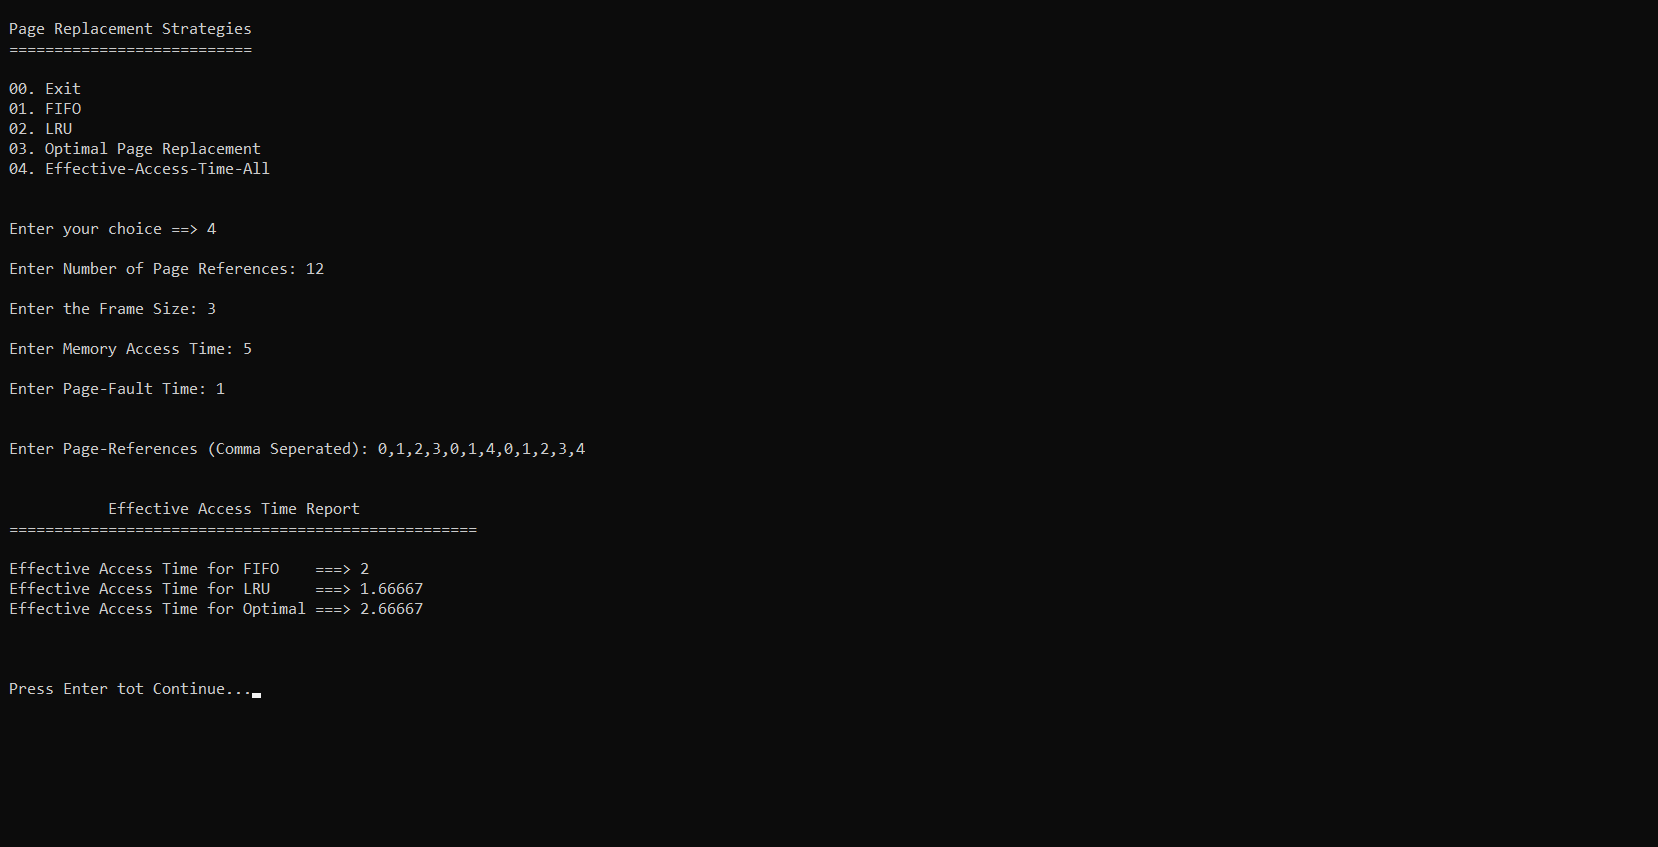 Page Replacement Strategies
===========================
00. Exit
01. FIFO
02. LRU
03. Optimal Page Replacement
04. Effective-Access-Time-All
Enter your choice ==> 4
Enter Number of Page References: 12
Enter the Frame Size: 3
Enter Memory Access Time: 5
Enter Page-Fault Time: 1
Enter Page-References (Comma Seperated): 0,1,2,3,0,1,4,0,1,2,3,4
Effective Access Time Report
====================================================
Effective Access Time for FIFO    ===> 2
Effective Access Time for LRU     ===> 1.66667
Effective Access Time for Optimal ===> 2.66667
Press Enter tot Continue...